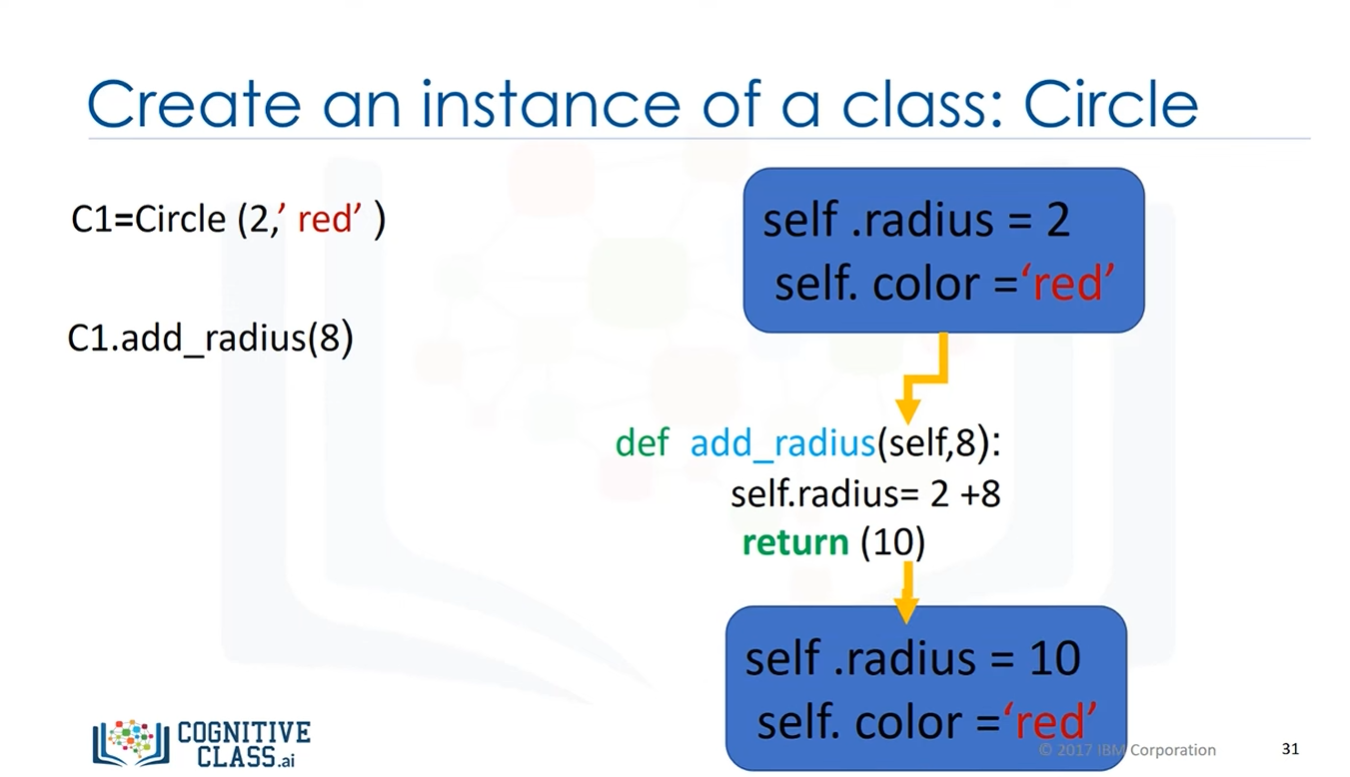 Create an instance of a class: Circle
C1=Circle (2,’ red’ )
C1.add_radius(8)
self .radius = 2
self. color =‘red’
def add_radius(self,8):
self.radius= 2 +8
return (10)
self .radius = 10
self. color =‘red’
COGNITIVE
CLASS.ai
© 2017 IBM Corporation
31